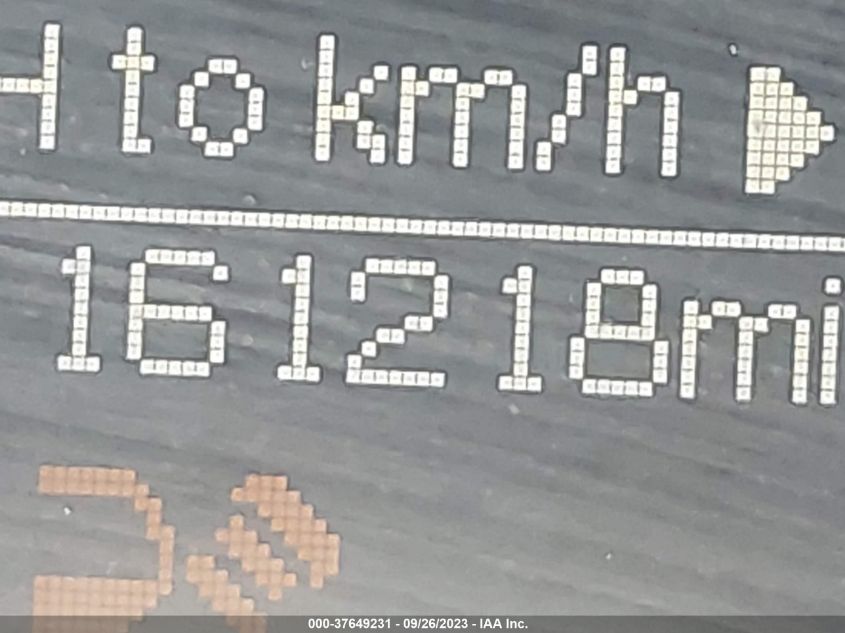 to km/h
161218mi
000-37649231 - 09/26/2023 - IAA Inc.